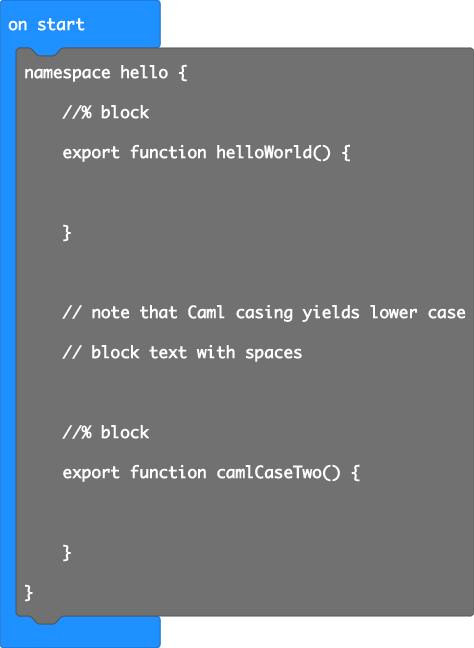 on start
namespace hello {
//% block
export function helloWorld() {
}
// note that Caml casing yields lower case
// block text with spaces
//% block
export function camlCaseTwo() {
}
}